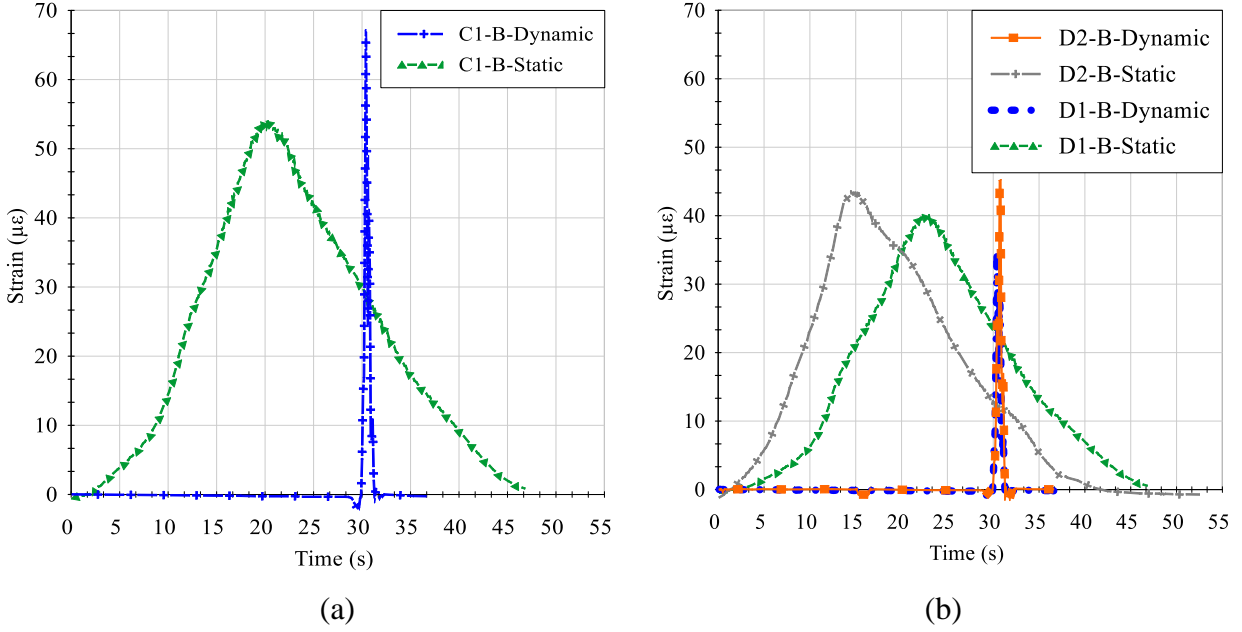 70
60
50
40
30
20
10
0
Strain (με)
C1-B-Dynamic
C1-B-Static
0 5 10 15 20 25 30 35 40 45 50 55
Time (s)
(a)
70
60
50
40
30
20
10
0
Strain (με)
D2-B-Dynamic
D2-B-Static
D1-B-Dynamic
D1-B-Static
0 5 10 15 20 25 30 35 40 45 50 55
Time (s)
(b)